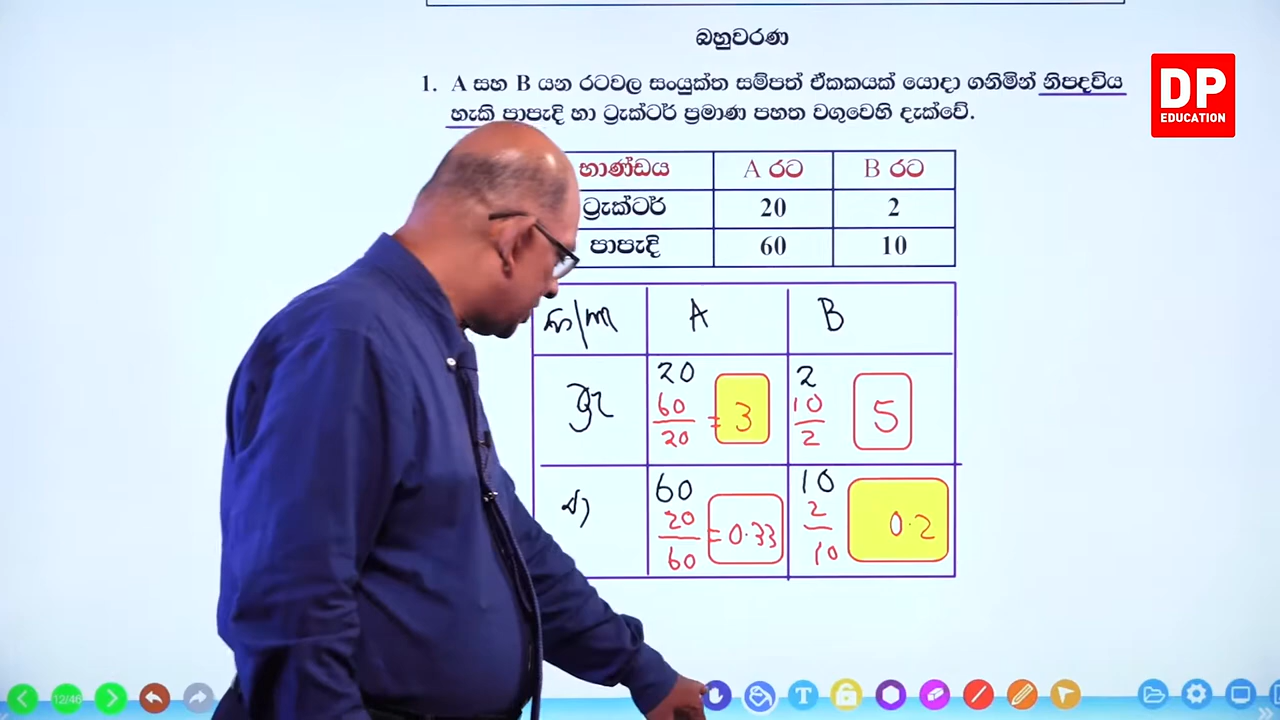 බහුවරණ
1. A සහ B යන රටවල සංයුක්ත සම්පත් ඒකකයක් යොදා ගනිමින් නිපදවිය
හැකි පාපැදි හා ට්‍රැක්ටර් ප්‍රමාණ පහත වගුවෙහි දැක්වේ.
DP
EDUCATION
භාණ්ඩය A රට B රට
ට්‍රැක්ටර් 20 2
පාපැදි 60 10
A B
ට්‍රැ 20 2
60/20 = 3 10/2 5
පා 60 10
20/60 = 0.33 2/10 0.2
12/46
T